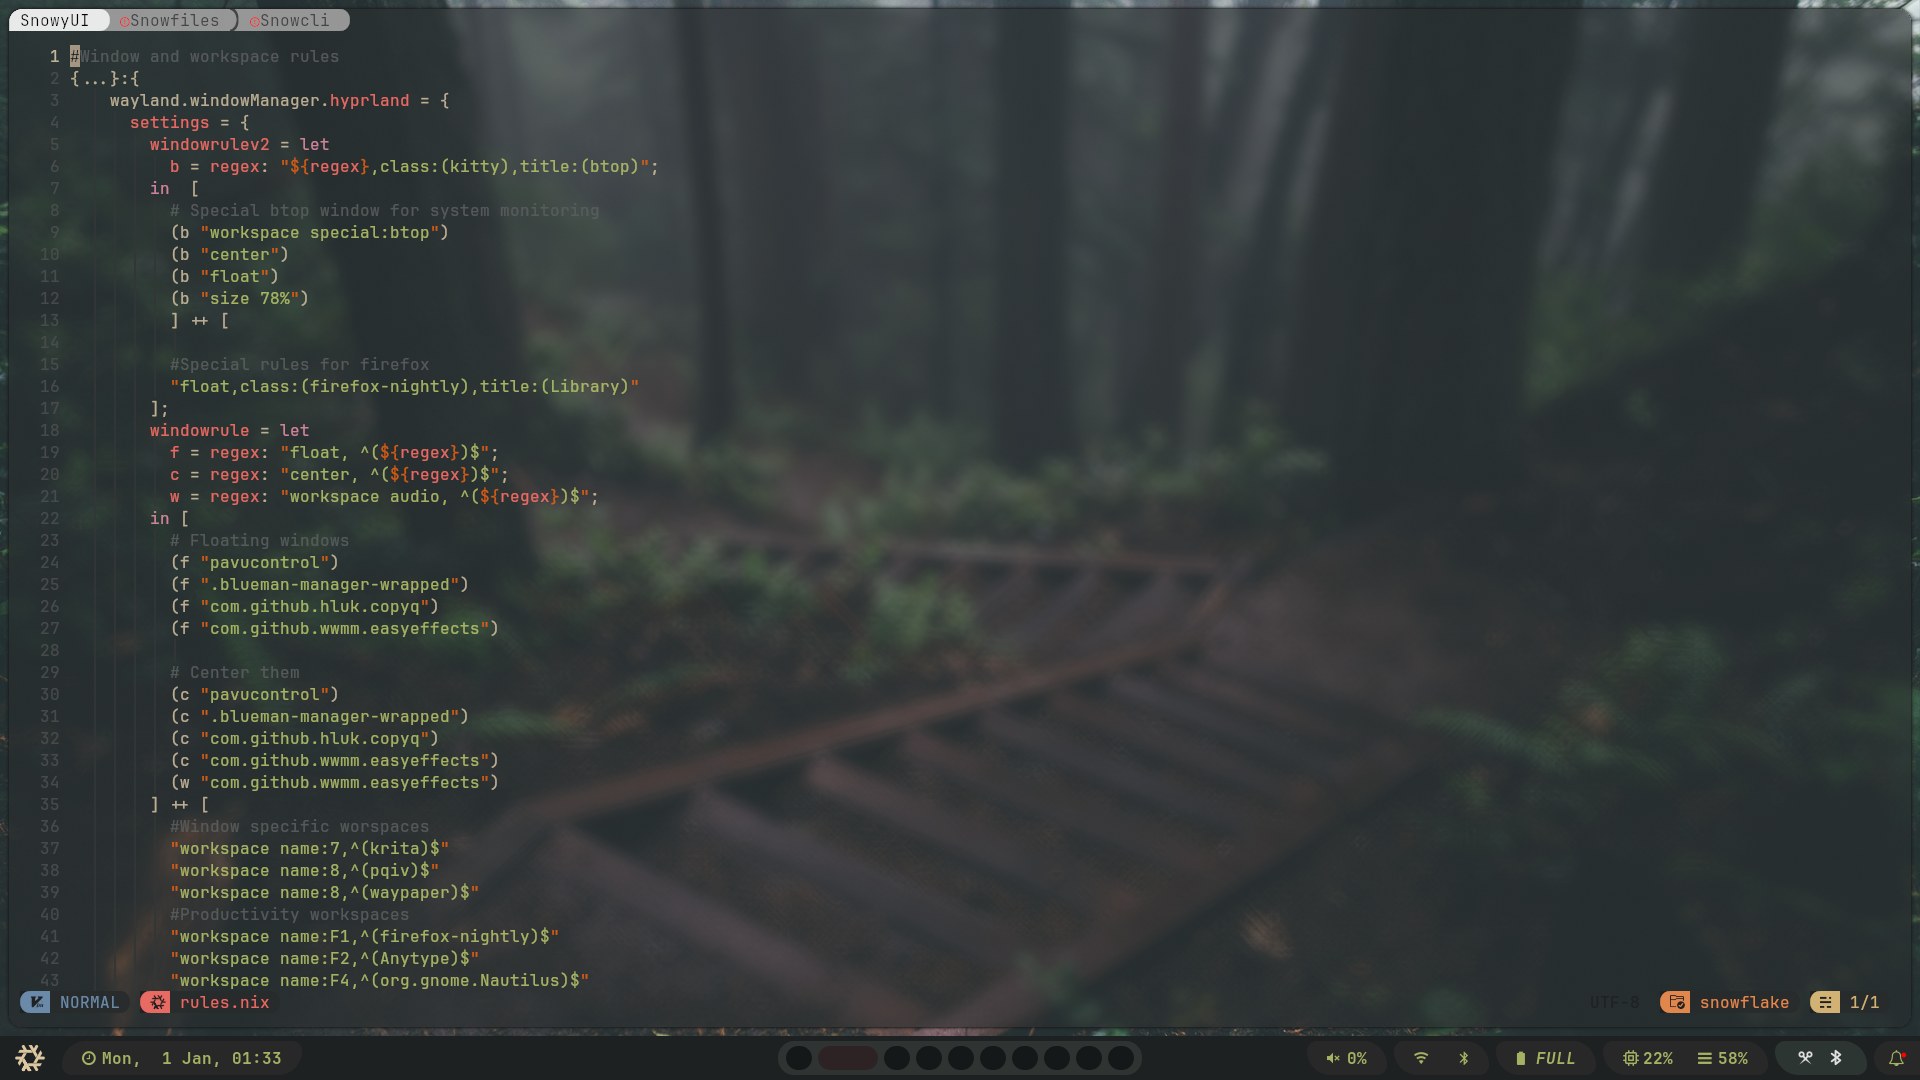 SnowyUI Snowfiles Snowcli
1 #Window and workspace rules
2 {...}:{
3 wayland.windowManager.hyprland = {
4 settings = {
5 windowrulev2 = let
6 b = regex: "${regex},class:(kitty),title:(btop)";
7 in [
8 # Special btop window for system monitoring
9 (b "workspace special:btop")
10 (b "center")
11 (b "float")
12 (b "size 78%")
13 ] ++ [
14
15 #Special rules for firefox
16 "float,class:(firefox-nightly),title:(Library)"
17 ];
18 windowrule = let
19 f = regex: "float, ^(${regex})$";
20 c = regex: "center, ^(${regex})$";
21 w = regex: "workspace audio, ^(${regex})$";
22 in [
23 # Floating windows
24 (f "pavucontrol")
25 (f ".blueman-manager-wrapped")
26 (f "com.github.hluk.copyq")
27 (f "com.github.wwmm.easyeffects")
28
29 # Center them
30 (c "pavucontrol")
31 (c ".blueman-manager-wrapped")
32 (c "com.github.hluk.copyq")
33 (c "com.github.wwmm.easyeffects")
34 (w "com.github.wwmm.easyeffects")
35 ] ++ [
36 #Window specific worspaces
37 "workspace name:7,^(krita)$"
38 "workspace name:8,^(pqiv)$"
39 "workspace name:8,^(waypaper)$"
40 #Productivity workspaces
41 "workspace name:F1,^(firefox-nightly)$"
42 "workspace name:F2,^(Anytype)$"
43 "workspace name:F4,^(org.gnome.Nautilus)$"
NORMAL rules.nix UTF-8 snowflake 1/1
Mon, 1 Jan, 01:33 0% FULL 22% 58%